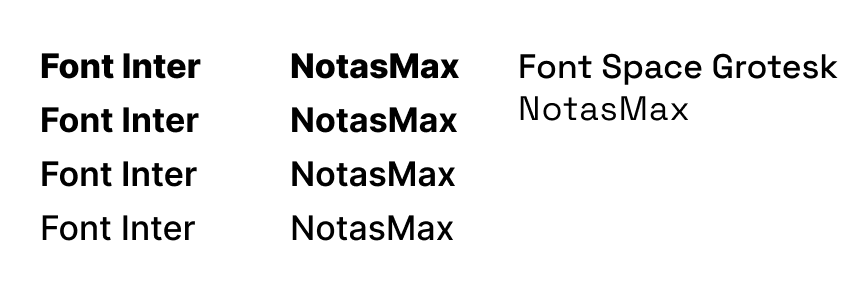 Font Inter
Font Inter
Font Inter
Font Inter
NotasMax
NotasMax
NotasMax
NotasMax
Font Space Grotesk
NotasMax